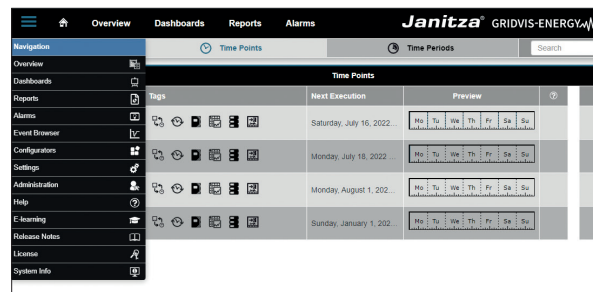 Overview Dashboards Reports Alarms Janitza® GRIDVIS-ENERGY
Navigation
Time Points Time Periods Search
Overview
Time Points
Dashboards
Reports
Tags Next Execution Preview
Alarms
Saturday, July 16, 2022... Mo Tu We Th Fr Sa Su
Event Browser
Configurators
Monday, July 18, 2022 ... Mo Tu We Th Fr Sa Su
Settings
Administration
Monday, August 1, 202... Mo Tu We Th Fr Sa Su
Help
E-learning
Sunday, January 1, 202... Mo Tu We Th Fr Sa Su
Release Notes
License
System Info